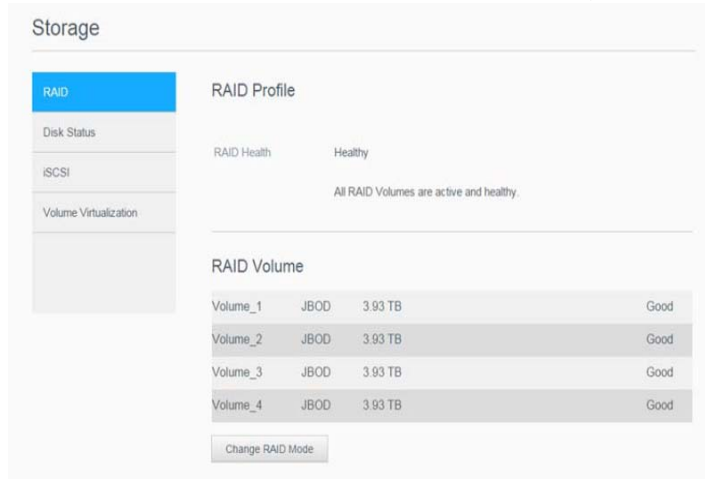 Storage
RAID
Disk Status
iSCSI
Volume Virtualization
RAID Profile
RAID Health Healthy
All RAID Volumes are active and healthy.
RAID Volume
Volume_1 JBOD 3.93 TB Good
Volume_2 JBOD 3.93 TB Good
Volume_3 JBOD 3.93 TB Good
Volume_4 JBOD 3.93 TB Good
Change RAID Mode